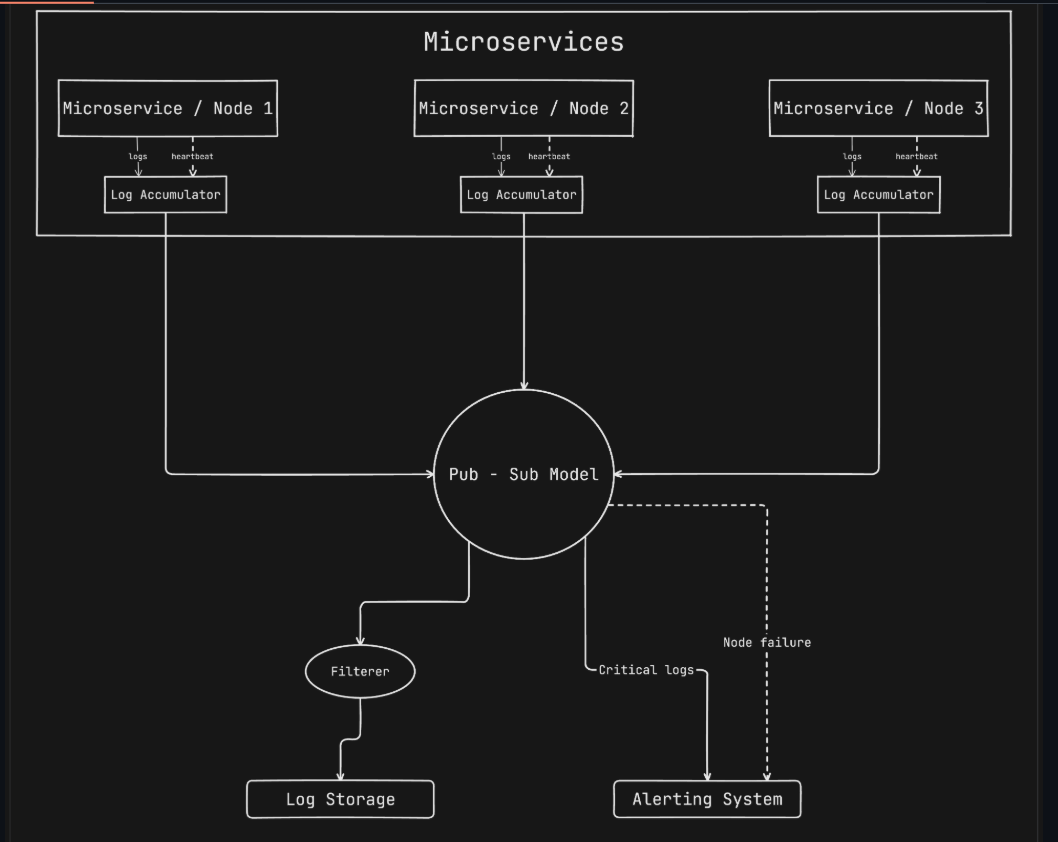 Microservices
Microservice / Node 1
Microservice / Node 2
Microservice / Node 3
logs
heartbeat
logs
heartbeat
logs
heartbeat
Log Accumulator
Log Accumulator
Log Accumulator
Pub - Sub Model
Node failure
Filterer
Critical logs
Log Storage
Alerting System